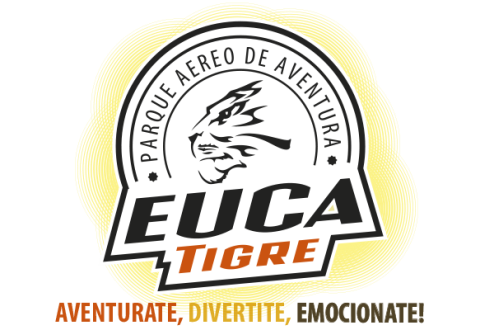 PARQUE AEREO DE AVENTURA
EUCA
TIGRE
AVENTURATE, DIVERTITE, EMOCIONATE!